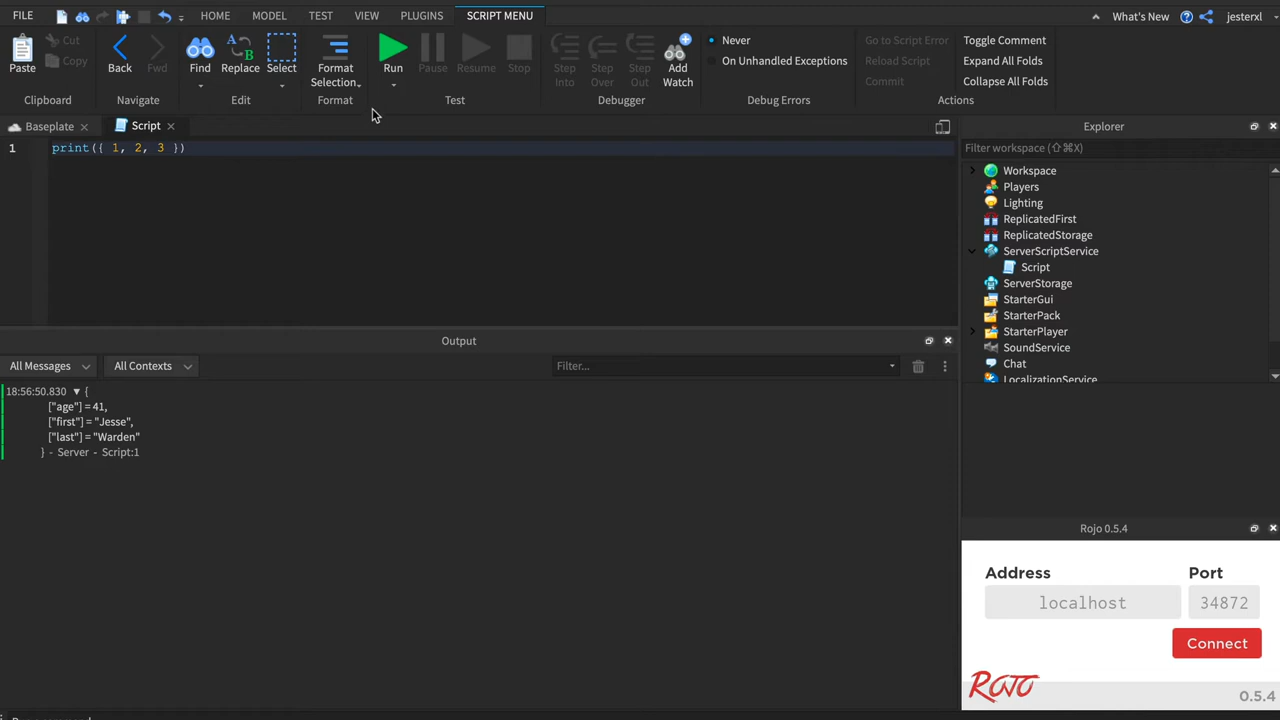 FILE
HOME
MODEL
TEST
VIEW
PLUGINS
SCRIPT MENU
What's New
jesterxl
Paste
Cut
Copy
Clipboard
Back
Fwd
Navigate
Find
Replace
Select
Edit
Format
Selection
Format
Run
Pause
Resume
Stop
Test
Step
Into
Step
Over
Step
Out
Add
Watch
Debugger
Never
On Unhandled Exceptions
Debug Errors
Go to Script Error
Reload Script
Commit
Toggle Comment
Expand All Folds
Collapse All Folds
Actions
Baseplate
Script
1 print({ 1, 2, 3 })
Output
All Messages
All Contexts
Filter...
18:56:50.830 ▼ {
["age"] = 41,
["first"] = "Jesse",
["last"] = "Warden"
} - Server - Script:1
Explorer
Filter workspace (⇧⌘X)
Workspace
Players
Lighting
ReplicatedFirst
ReplicatedStorage
ServerScriptService
Script
ServerStorage
StarterGui
StarterPack
StarterPlayer
SoundService
Chat
LocalizationService
Rojo 0.5.4
Address
Port
localhost
34872
Connect
ROJO
0.5.4